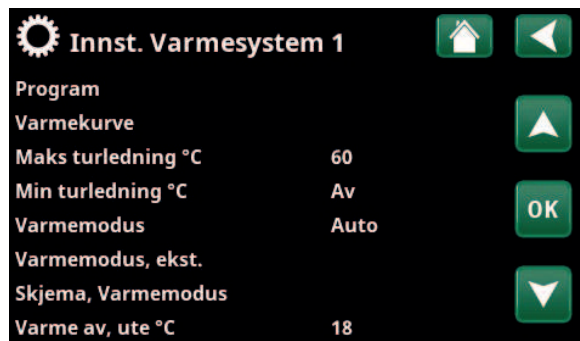 Innst. Varmesystem 1
Program
Varmekurve
Maks turledning °C 60
Min turledning °C Av
Varmemodus Auto
OK
Varmemodus, ekst.
Skjema, Varmemodus
Varme av, ute °C 18